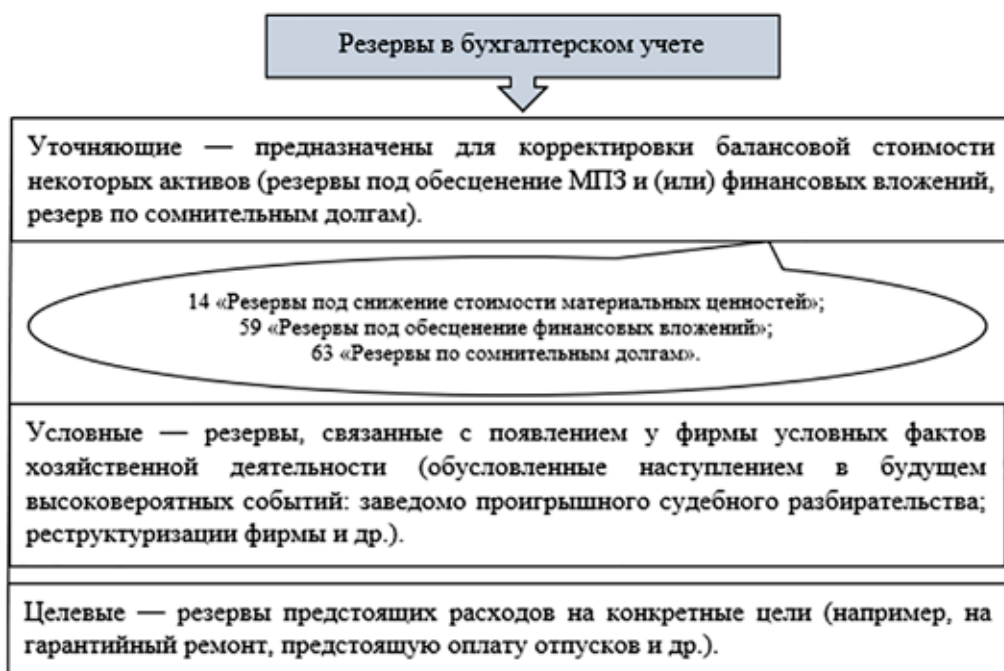 Резервы в бухгалтерском учете
Уточняющие — предназначены для корректировки балансовой стоимости
некоторых активов (резервы под обесценение МПЗ и (или) финансовых вложений,
резерв по сомнительным долгам).
14 «Резервы под снижение стоимости материальных ценностей»;
59 «Резервы под обесценение финансовых вложений»;
63 «Резервы по сомнительным долгам».
Условные — резервы, связанные с появлением у фирмы условных фактов
хозяйственной деятельности (обусловленные наступлением в будущем
высоковероятных событий: заведомо проигрышного судебного разбирательства;
реструктуризации фирмы и др.).
Целевые — резервы предстоящих расходов на конкретные цели (например, на
гарантийный ремонт, предстоящую оплату отпусков и др.).